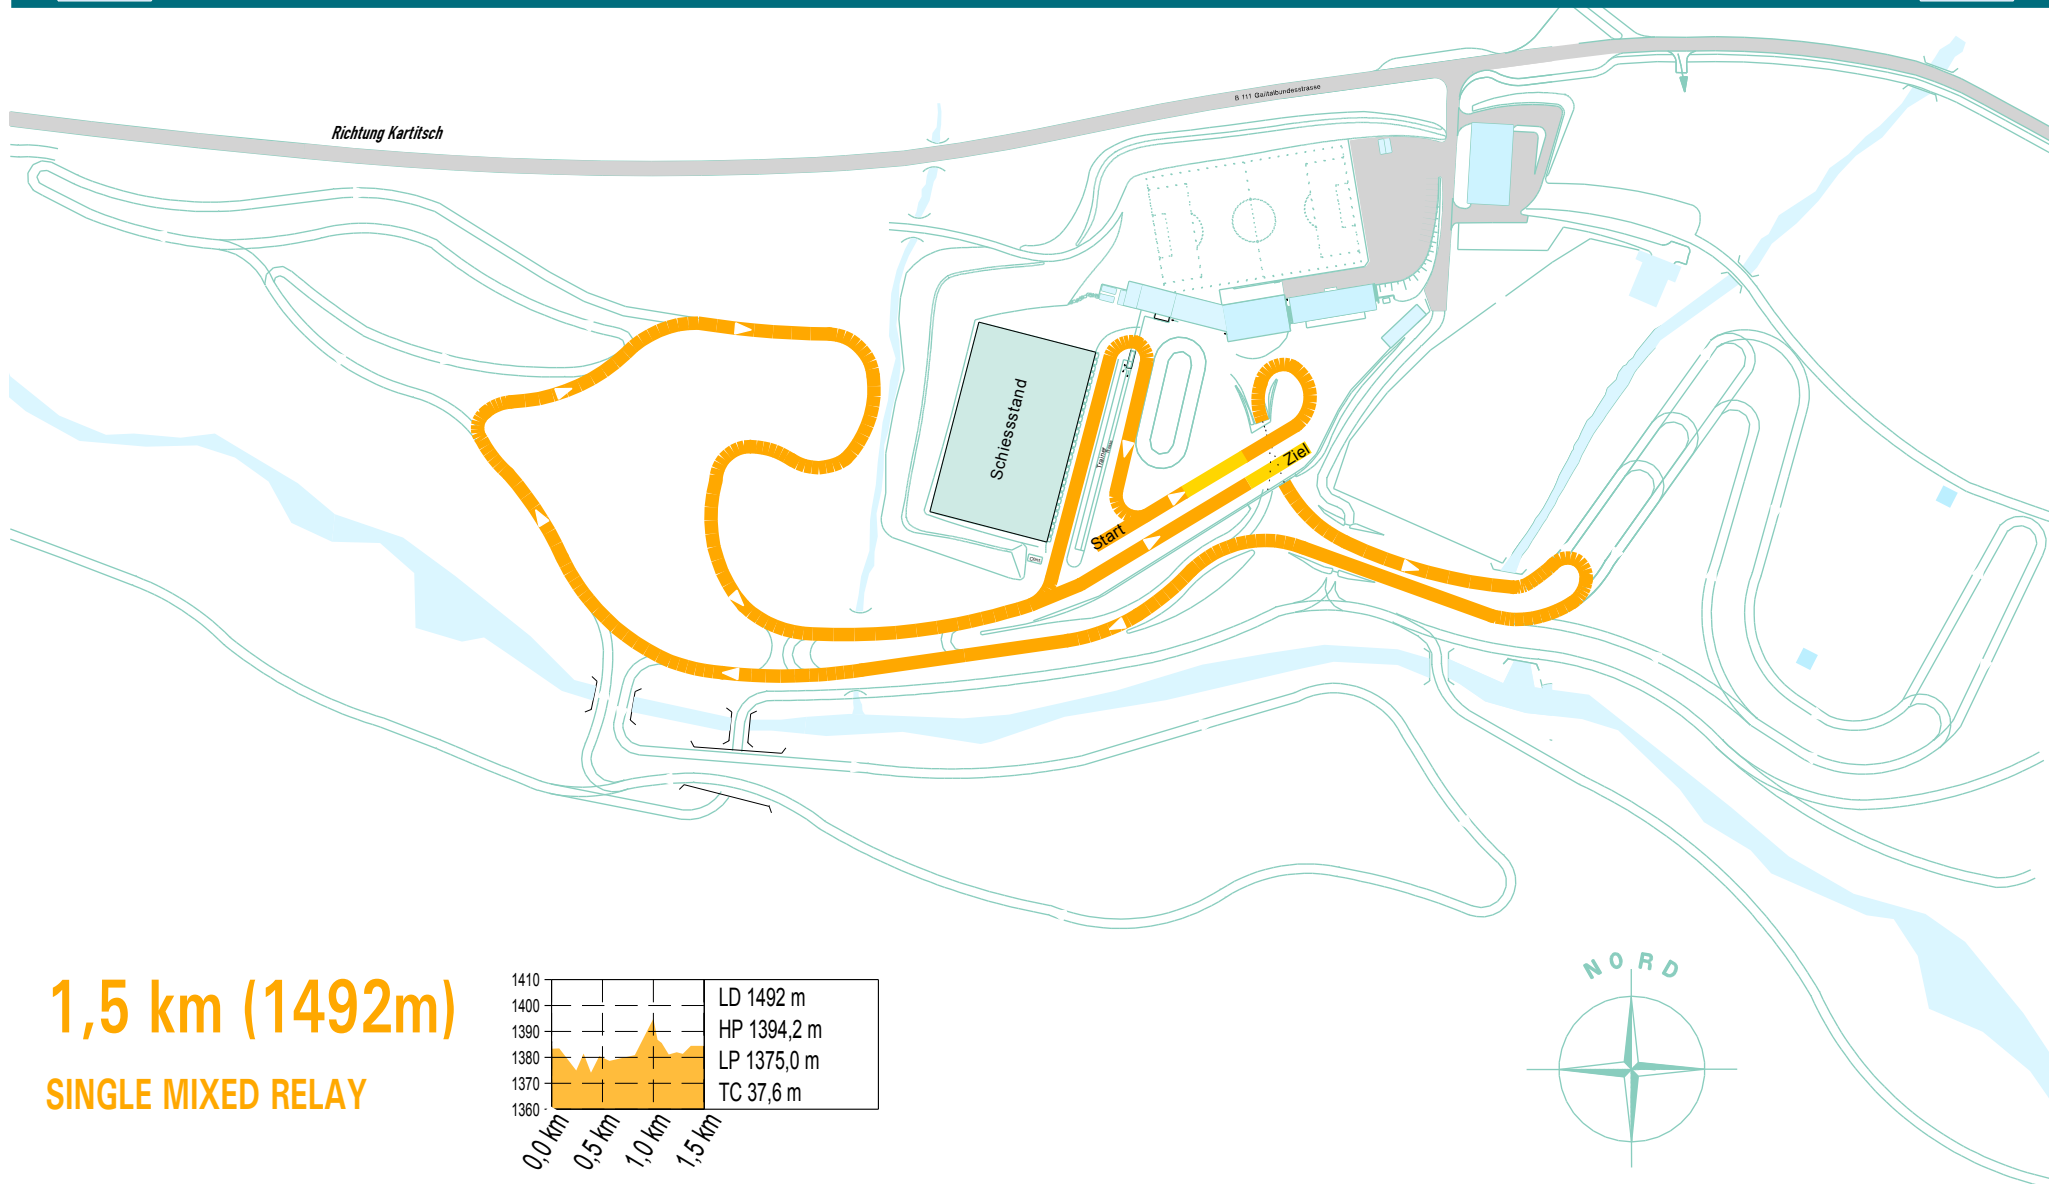 B 111 Gailtalbundesstrasse
Richtung Kartitsch
Schiessstand
Ziel
Start
NORD
1,5 km (1492m)
SINGLE MIXED RELAY
1410
1400
1390
1380
1370
1360
0,0 km
0,5 km
1,0 km
1,5 km
LD 1492 m
HP 1394,2 m
LP 1375,0 m
TC 37,6 m